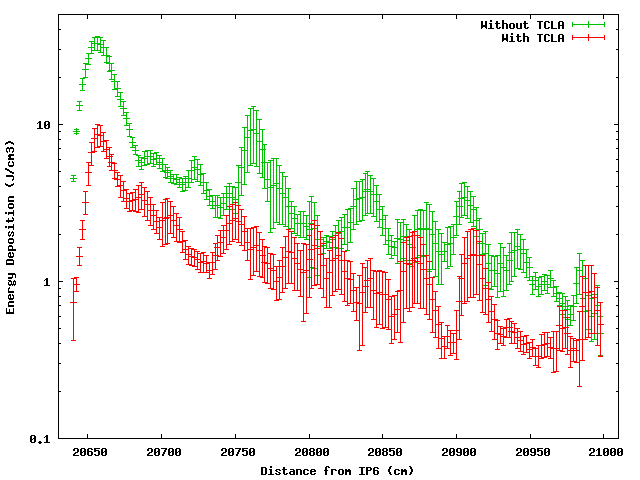 Without TCLA
With TCLA
10
1
0.1
Energy Deposition (J/cm3)
20650 20700 20750 20800 20850 20900 20950 21000
Distance from IP6 (cm)